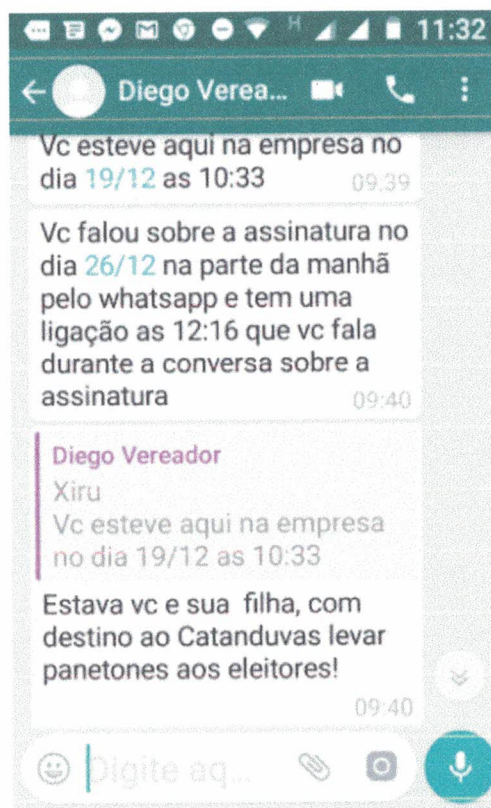 H 11:32
Diego Verea...
Vc esteve aqui na empresa no
dia 19/12 as 10:33
09:39
Vc falou sobre a assinatura no
dia 26/12 na parte da manhã
pelo whatsapp e tem uma
ligação as 12:16 que vc fala
durante a conversa sobre a
assinatura
09:40
Diego Vereador
Xiru
Vc esteve aqui na empresa
no dia 19/12 as 10:33
Estava vc e sua filha, com
destino ao Catanduvas levar
panetones aos eleitores!
09:40
Digite aq...